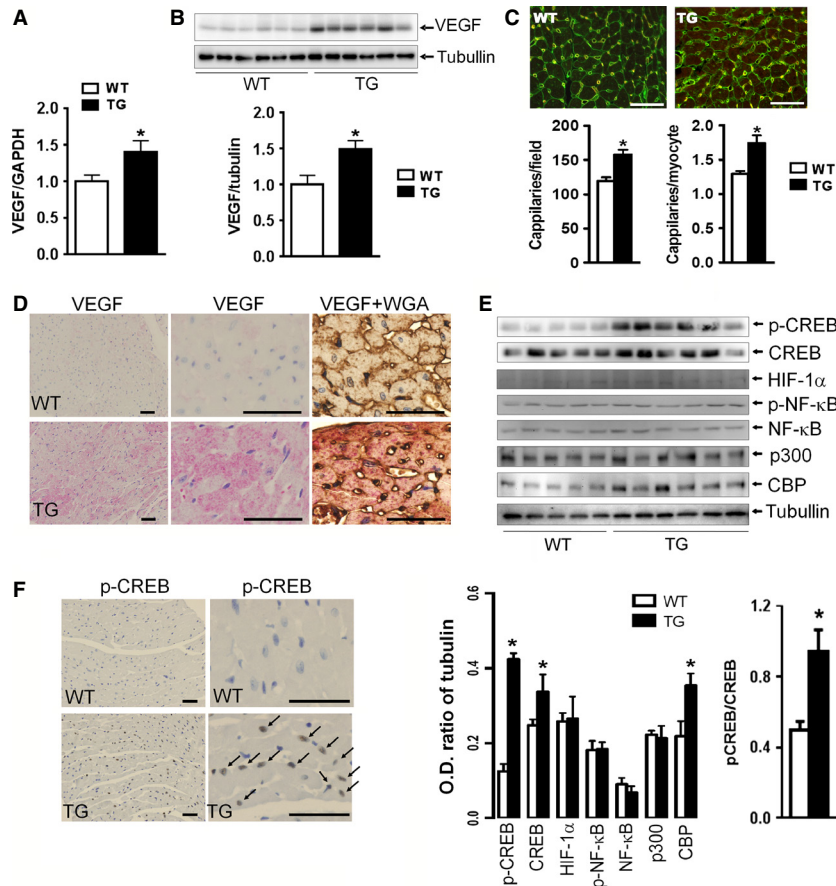 A
WT
TG
VEGF/GAPDH
2.0
1.5
1.0
0.5
0.0
*
B
VEGF
Tubullin
WT
TG
VEGF/tubulin
2.0
1.5
1.0
0.5
0.0
*
WT
TG
C
WT
TG
Cappilaries/field
200
150
100
50
0
*
Cappilaries/myocyte
2.0
1.5
1.0
0.5
0.0
*
WT
TG
D
VEGF
VEGF
VEGF+WGA
WT
TG
E
p-CREB
CREB
HIF-1α
p-NF-κB
NF-κB
p300
CBP
Tubullin
WT
TG
F
p-CREB
p-CREB
WT
WT
TG
TG
O.D. ratio of tubulin
0.6
0.4
0.2
0.0
WT
TG
*
*
*
p-CREB
CREB
HIF-1α
p-NF-κB
NF-κB
p300
CBP
pCREB/CREB
1.2
0.8
0.4
0.0
*